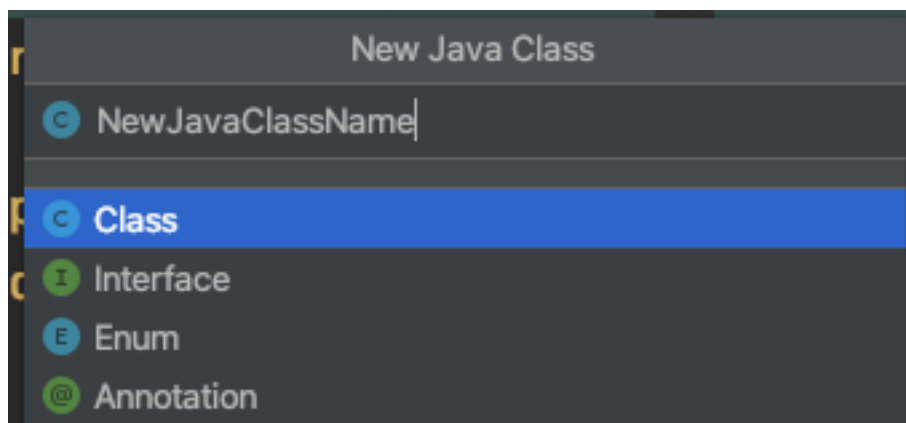 New Java Class
C NewJavaClassName
C Class
I Interface
E Enum
@ Annotation